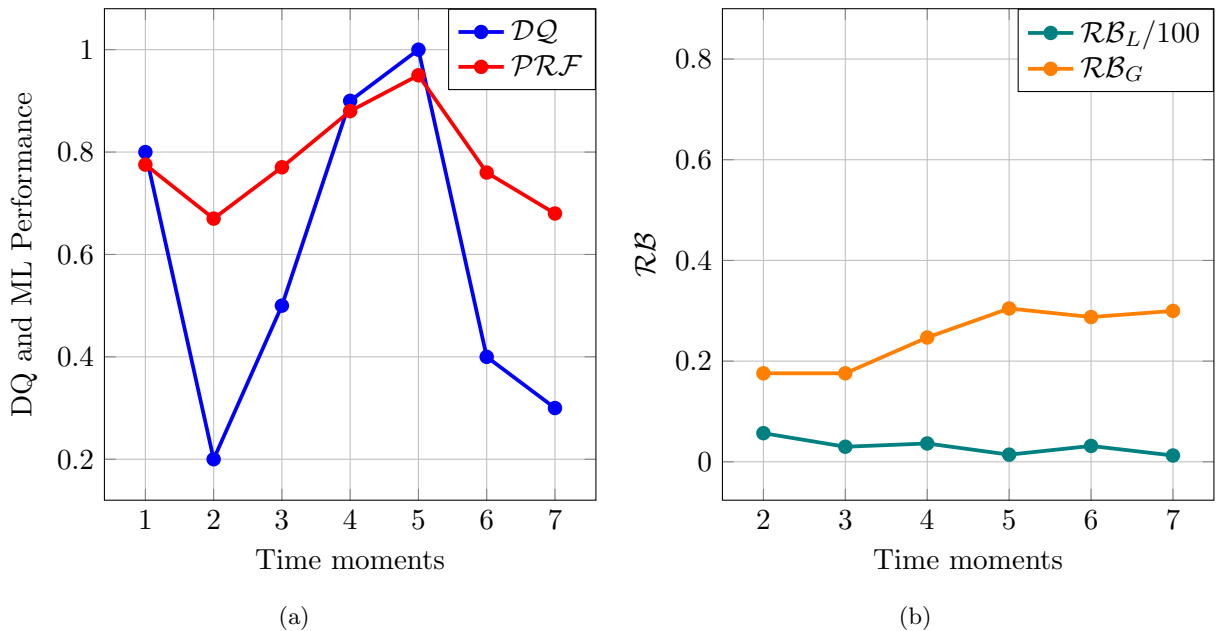 DQ and ML Performance
1
0.8
0.6
0.4
0.2
𝒟𝒬
𝒫ℛℱ
1 2 3 4 5 6 7
Time moments
(a)
ℛℬ
0.8
0.6
0.4
0.2
0
ℛℬ_L/100
ℛℬ_G
2 3 4 5 6 7
Time moments
(b)